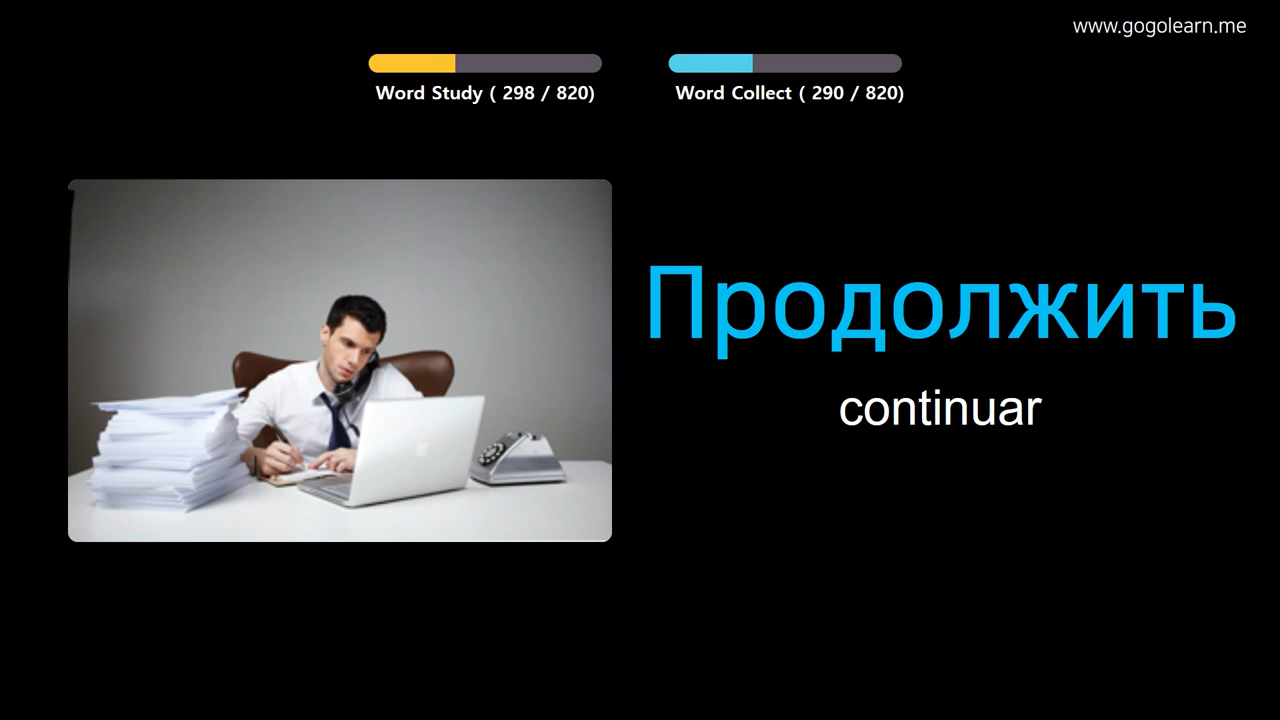 www.gogolearn.me
Word Study ( 298 / 820)
Word Collect ( 290 / 820)
Продолжить
continuar